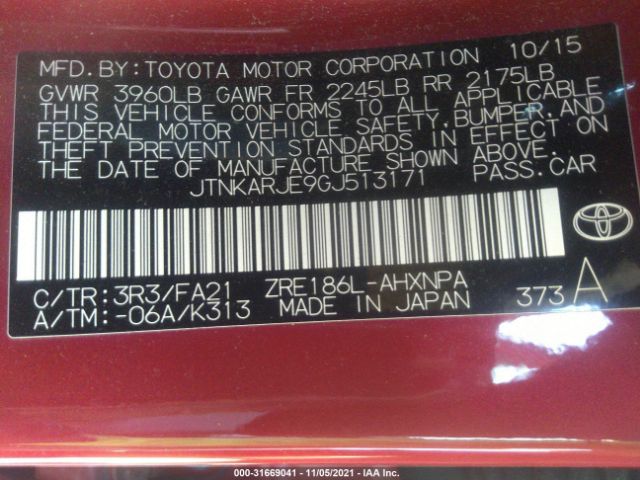 MFD. BY: TOYOTA MOTOR CORPORATION 10/15
GVWR 3960LB GAWR FR 2245LB RR 2175LB
THIS VEHICLE CONFORMS TO ALL APPLICABLE
FEDERAL MOTOR VEHICLE SAFETY, BUMPER, AND
THEFT PREVENTION STANDARDS IN EFFECT ON
THE DATE OF MANUFACTURE SHOWN ABOVE.
JTNKARJE9GJ513171 PASS. CAR
TOYOTA
C/TR: 3R3/FA21 ZRE186L-AHXNPA
A/TM: -06A/K313 MADE IN JAPAN 373 A
000-31669041 - 11/05/2021 - IAA Inc.